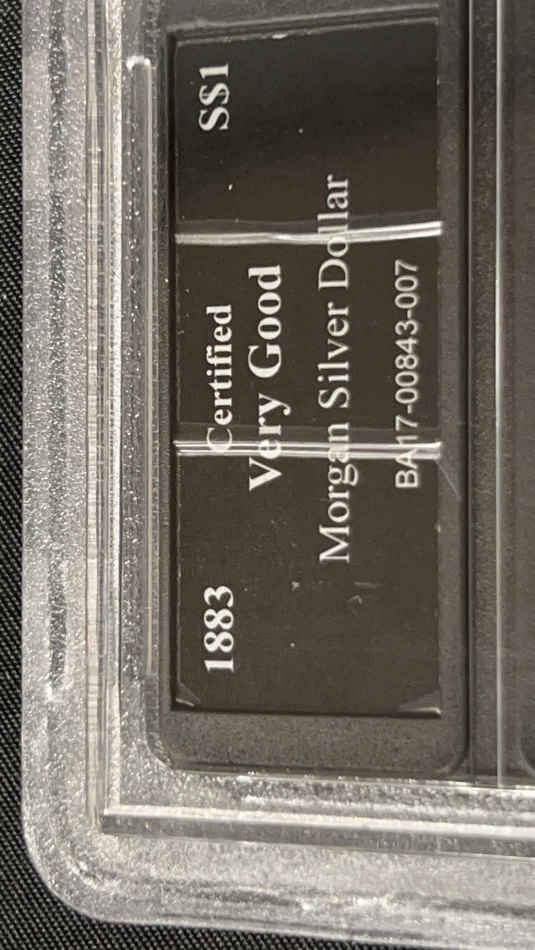 1883 Certified S$1
Very Good
Morgan Silver Dollar
BA17-00843-007